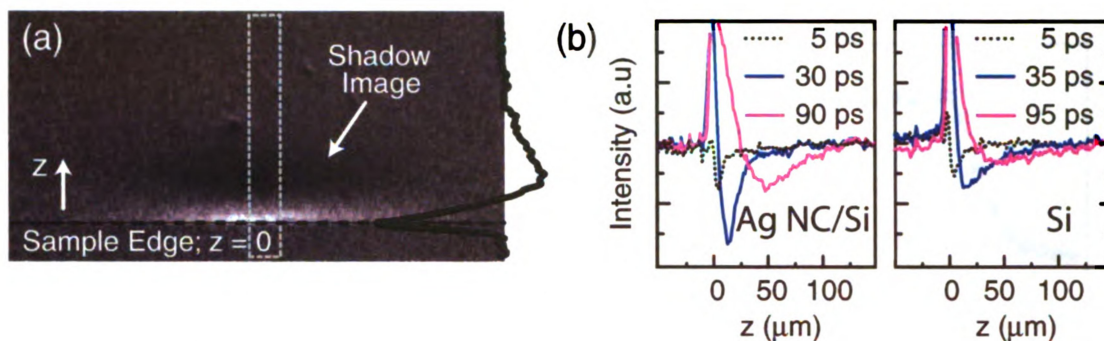 (a)
Shadow
Image
z
Sample Edge; z = 0
(b)
Intensity (a.u)
5 ps
30 ps
90 ps
Ag NC/Si
0 50 100
z (μm)
5 ps
35 ps
95 ps
Si
0 50 100
z (μm)